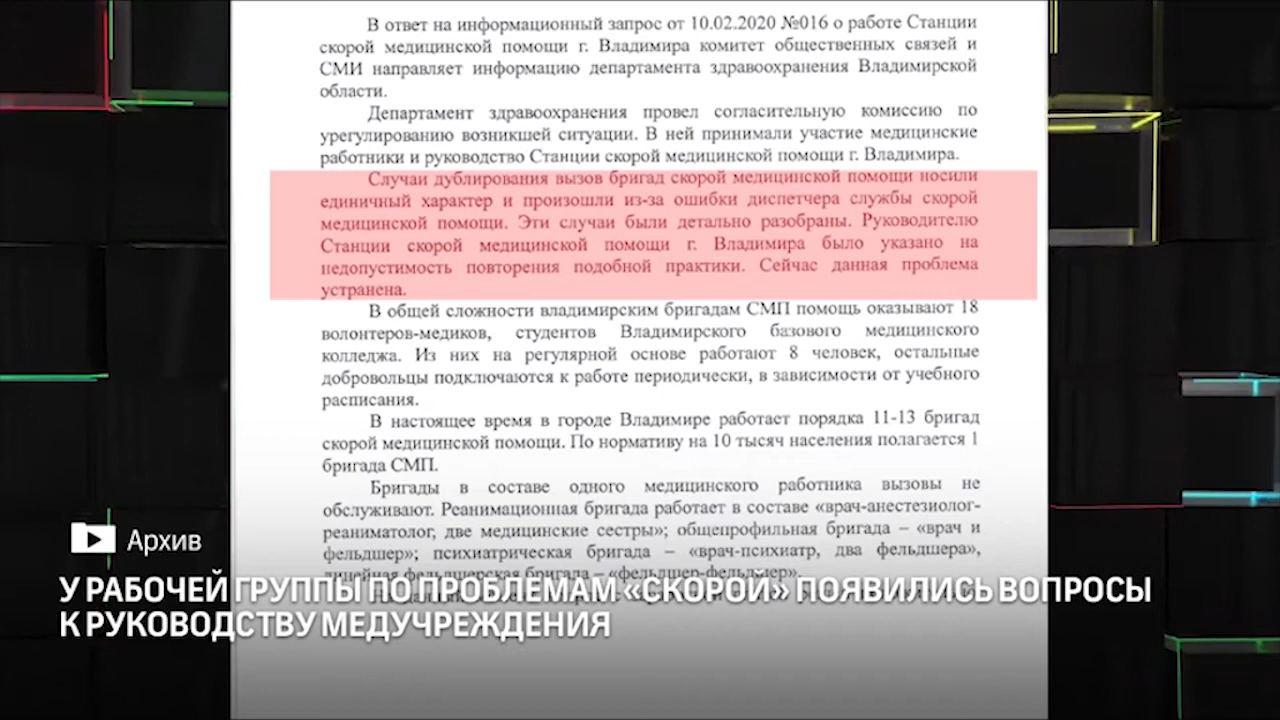 В ответ на информационный запрос от 10.02.2020 №016 о работе Станции
скорой медицинской помощи г. Владимира комитет общественных связей и
СМИ направляет информацию департамента здравоохранения Владимирской
области.
Департамент здравоохранения провел согласительную комиссию по
урегулированию возникшей ситуации. В ней принимали участие медицинские
работники и руководство Станции скорой медицинской помощи г. Владимира.
Случаи дублирования вызов бригад скорой медицинской помощи носили
единичный характер и произошли из-за ошибки диспетчера службы скорой
медицинской помощи. Эти случаи были детально разобраны. Руководителю
Станции скорой медицинской помощи г. Владимира было указано на
недопустимость повторения подобной практики. Сейчас данная проблема
устранена.
В общей сложности владимирским бригадам СМП помощь оказывают 18
волонтеров-медиков, студентов Владимирского базового медицинского
колледжа. Из них на регулярной основе работают 8 человек, остальные
добровольцы подключаются к работе периодически, в зависимости от учебного
расписания.
В настоящее время в городе Владимире работает порядка 11-13 бригад
скорой медицинской помощи. По нормативу на 10 тысяч населения полагается 1
бригада СМП.
Бригады в составе одного медицинского работника вызовы не
обслуживают. Реанимационная бригада работает в составе «врач-анестезиолог-
реаниматолог, две медицинские сестры»; общепрофильная бригада – «врач и
фельдшер»; психиатрическая бригада – «врач-психиатр, два фельдшера»,
линейная фельдшерская бригада – «фельдшер-фельдшер».
Архив
У РАБОЧЕЙ ГРУППЫ ПО ПРОБЛЕМАМ «СКОРОЙ» ПОЯВИЛИСЬ ВОПРОСЫ
К РУКОВОДСТВУ МЕДУЧРЕЖДЕНИЯ